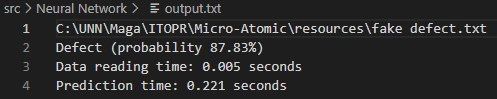 src > Neural Network > output.txt
1 C:\UNN\Maga\ITOPR\Micro-Atomic\resources\fake defect.txt
2 Defect (probability 87.83%)
3 Data reading time: 0.005 seconds
4 Prediction time: 0.221 seconds